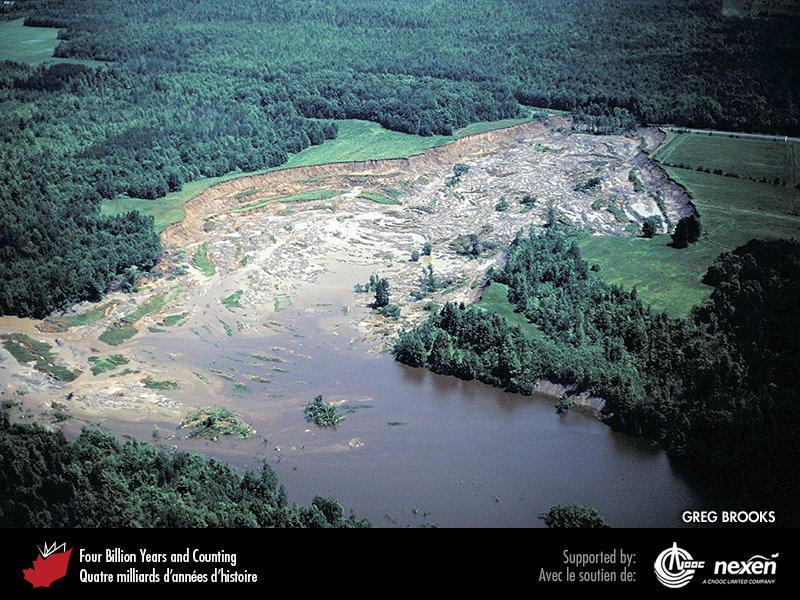 GREG BROOKS
Four Billion Years and Counting
Quatre milliards d'années d'histoire
Supported by:
Avec le soutien de:
CNOOC
nexen
A CNOOC LIMITED COMPANY